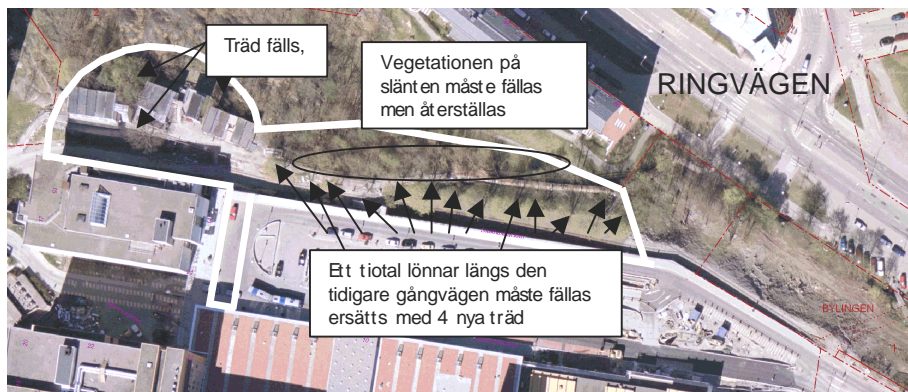 Träd fälls,
Vegetationen på
slänten måste fällas
men återställas
RINGVÄGEN
Ett tiotal lönnar längs den
tidigare gångvägen måste fällas
ersätts med 4 nya träd
BYLINGEN